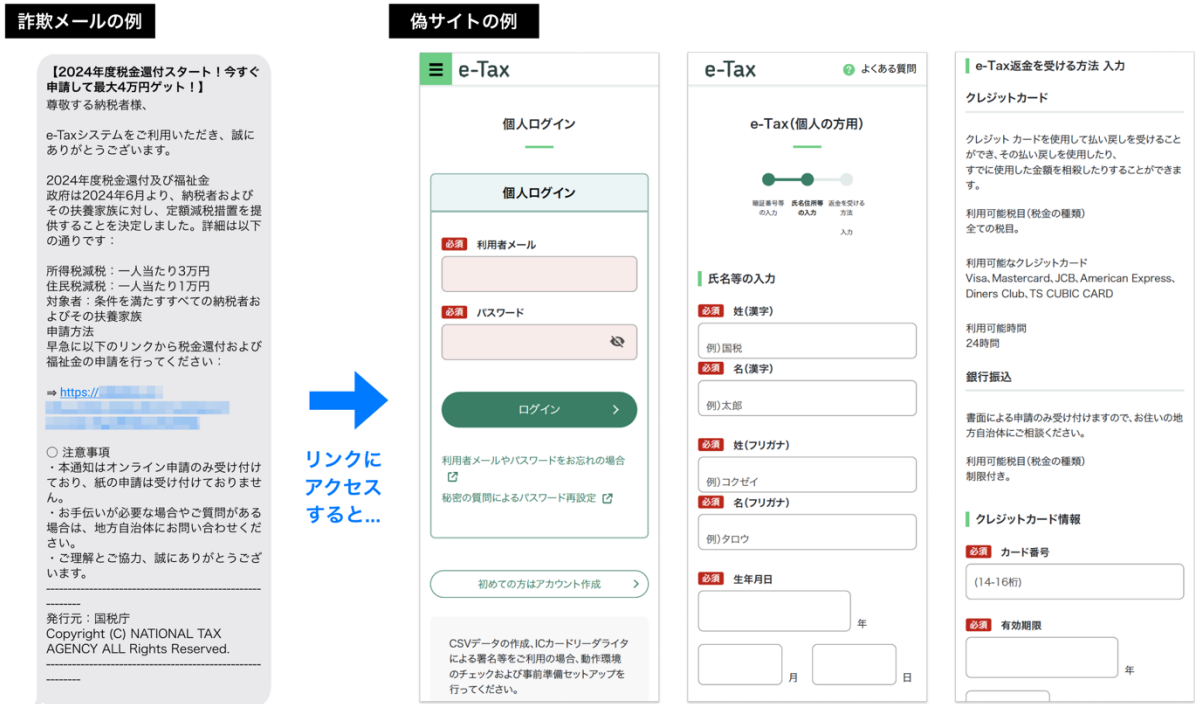 詐欺メールの例
【2024年度税金還付スタート！今すぐ
申請して最大4万円ゲット！】
尊敬する納税者様、
e-Taxシステムをご利用いただき、誠に
ありがとうございます。
2024年度税金還付及び福祉金
政府は2024年6月より、納税者および
その扶養家族に対し、定額減税措置を提
供することを決定しました。詳細は以下
の通りです：
所得税減税：一人当たり3万円
住民税減税：一人当たり1万円
対象者：条件を満たすすべての納税者お
よびその扶養家族
申請方法
早急に以下のリンクから税金還付および
福祉金の申請を行ってください：
⇒ https://
○ 注意事項
・本通知はオンライン申請のみ受け付け
ており、紙の申請は受け付けておりませ
ん。
・お手伝いが必要な場合やご質問がある
場合は、地方自治体にお問い合わせくだ
さい。
・ご理解とご協力、誠にありがとうござ
います。
発行元：国税庁
Copyright (C) NATIONAL TAX
AGENCY ALL Rights Reserved.
リンクに
アクセス
すると...
偽サイトの例
e-Tax
個人ログイン
個人ログイン
必須 利用者メール
必須 パスワード
ログイン
利用者メールやパスワードをお忘れの場合
秘密の質問によるパスワード再設定
初めての方はアカウント作成
CSVデータの作成、ICカードリーダライタ
による署名等をご利用の場合、動作環境
のチェックおよび事前準備セットアップを
行ってください。
e-Tax
よくある質問
e-Tax（個人の方用）
暗証番号等
の入力
氏名住所等
の入力
返金を受ける
方法
入力
氏名等の入力
必須 姓（漢字）
例）国税
必須 名（漢字）
例）太郎
必須 姓（フリガナ）
例）コクゼイ
必須 名（フリガナ）
例）タロウ
必須 生年月日
年
月
日
e-Tax返金を受ける方法 入力
クレジットカード
クレジット カードを使用して払い戻しを受けること
ができ、その払い戻しを使用したり、
すでに使用した金額を相殺したりすることができま
す。
利用可能税目（税金の種類）
全ての税目。
利用可能なクレジットカード
Visa、Mastercard、JCB、American Express、
Diners Club、TS CUBIC CARD
利用可能時間
24時間
銀行振込
書面による申請のみ受け付けますので、お住いの地
方自治体にご相談ください。
利用可能税目（税金の種類）
制限付き。
クレジットカード情報
必須 カード番号
(14-16桁)
必須 有効期限
年